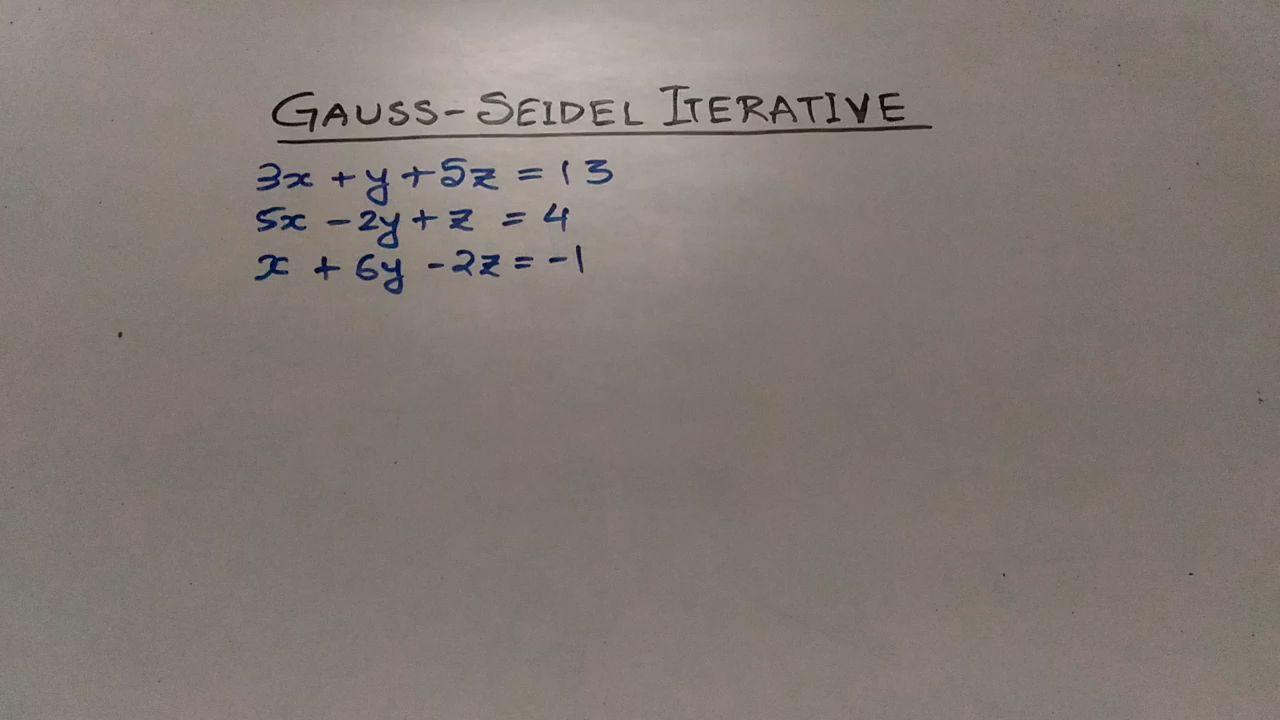 GAUSS-SEIDEL ITERATIVE
3x + y + 5z = 13
5x - 2y + z = 4
x + 6y - 2z = -1